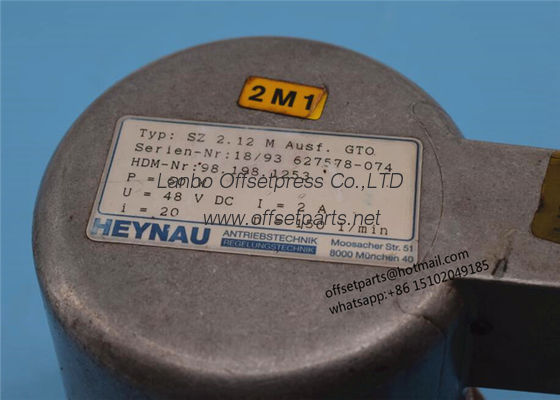 2M1
Typ: SZ 2.12 M Ausf. GTO
Serien-Nr:18/93 627578-074
HDM-Nr:98.198.1253
Lenbo Offsetpress Co.,LTD
P = 60 W
U = 48 V DC I = 2 A
www.offsetparts.net
i = 20 n = 150 1/min
HEYNAU
ANTRIEBSTECHNIK
REGELUNGSTECHNIK
Moosacher Str. 51
8000 München 40
offsetparts@hotmail.com
whatsapp:+86 15102049185